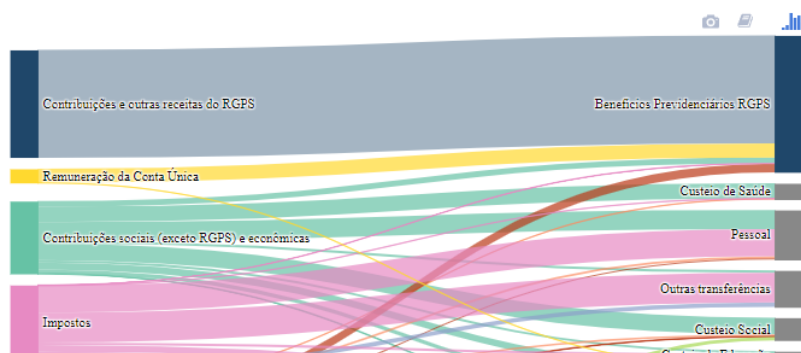 Contribuições e outras receitas do RGPS
Benefícios Previdenciários RGPS
Remuneração da Conta Única
Custeio de Saúde
Contribuições sociais (exceto RGPS) e econômicas
Pessoal
Outras transferências
Impostos
Custeio Social